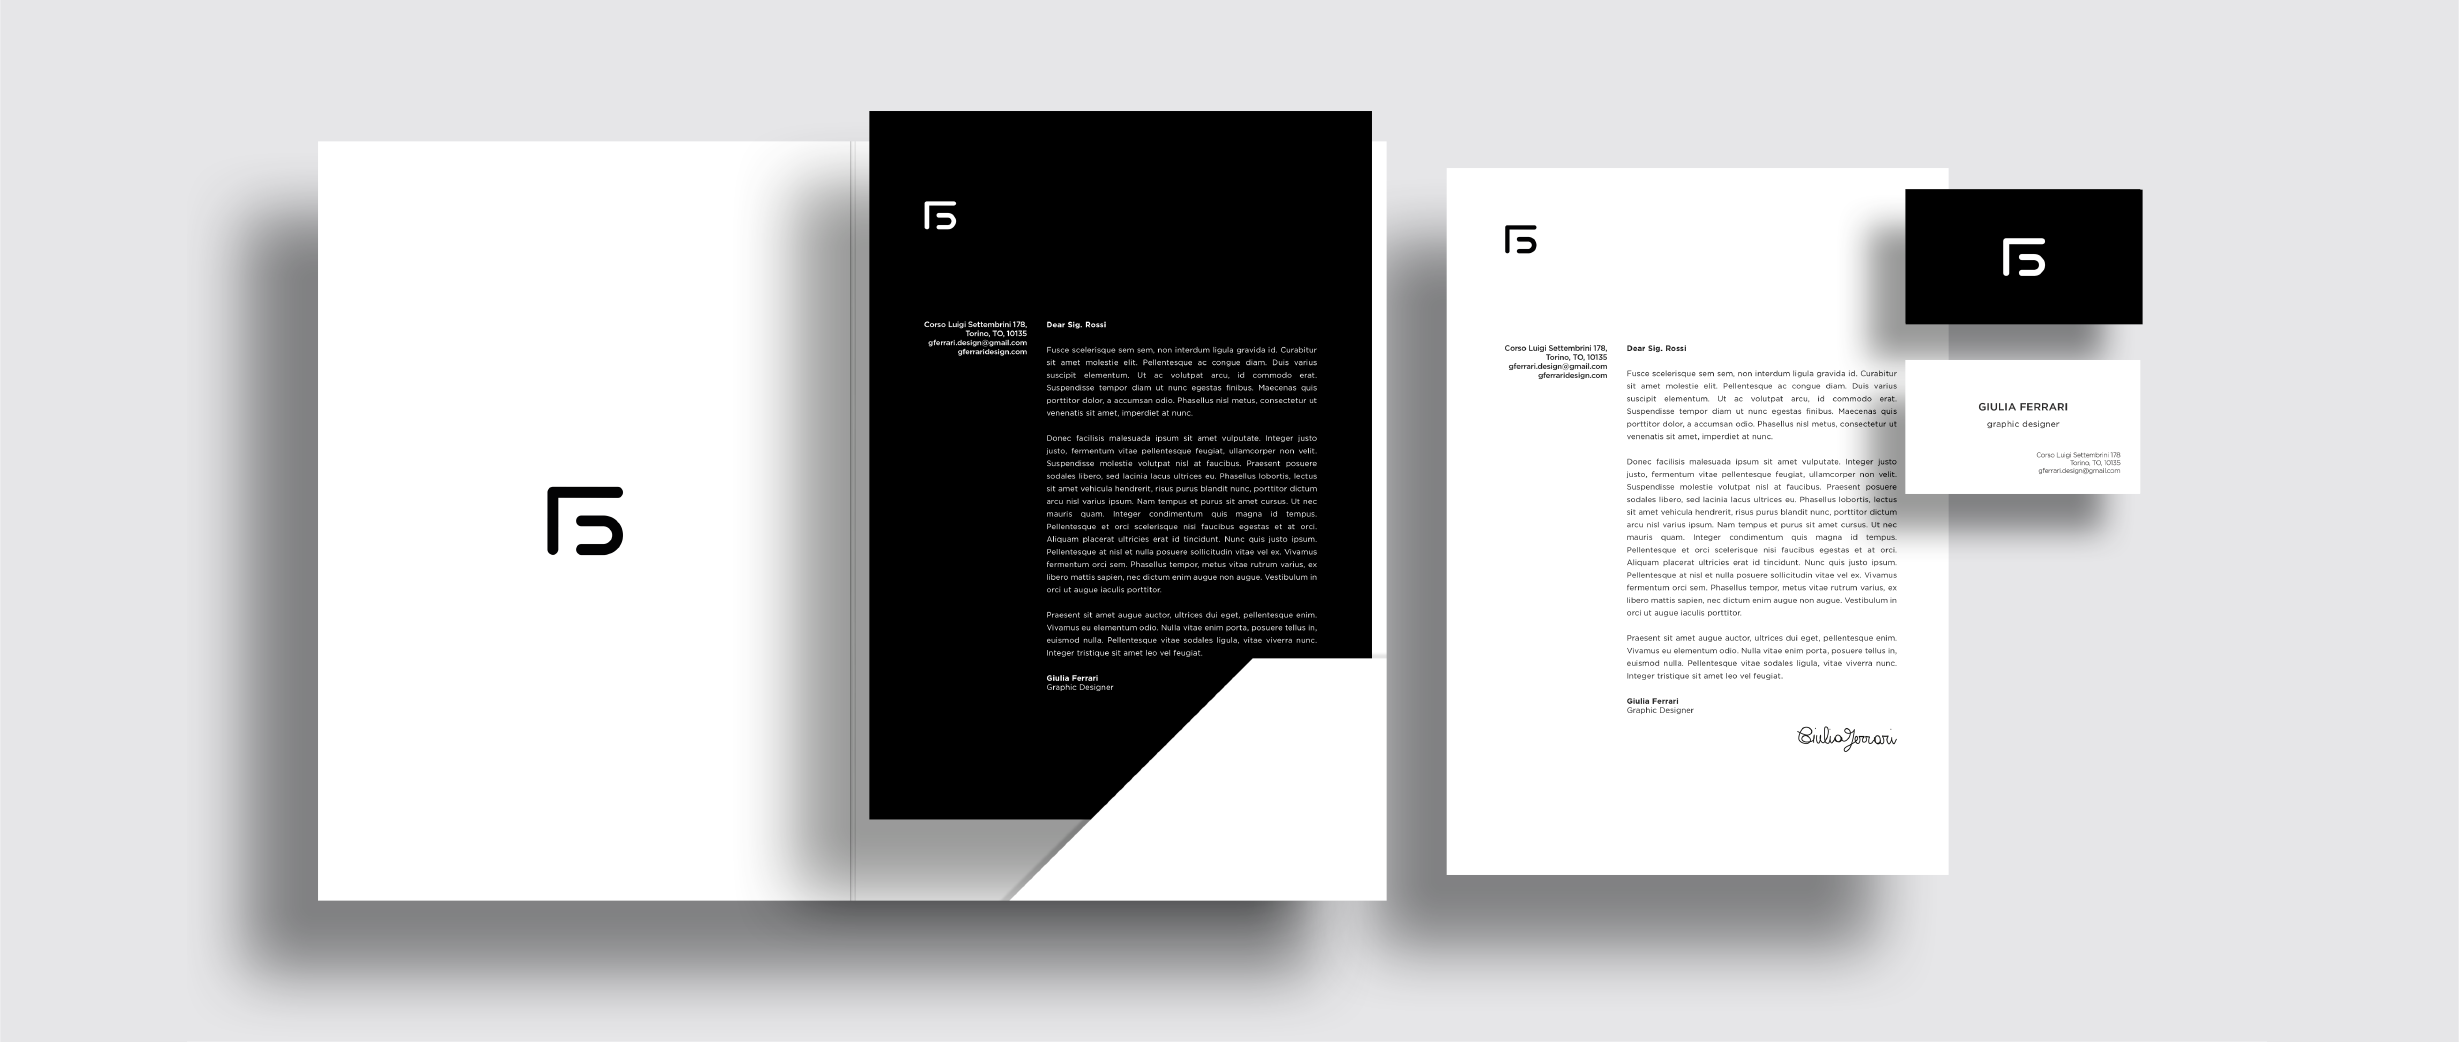 Corso Luigi Settembrini 178,
Torino, TO, 10135
gferrari.design@gmail.com
gferraridesign.com
Dear Sig. Rossi
Fusce scelerisque sem sem, non interdum ligula gravida id. Curabitur
sit amet molestie elit. Pellentesque ac congue diam. Duis varius
suscipit elementum. Ut ac volutpat arcu, id commodo erat.
Suspendisse tempor diam ut nunc egestas finibus. Maecenas quis
porttitor dolor, a accumsan odio. Phasellus nisl metus, consectetur ut
venenatis sit amet, imperdiet at nunc.
Donec facilisis malesuada ipsum sit amet vulputate. Integer justo
justo, fermentum vitae pellentesque feugiat, ullamcorper non velit.
Suspendisse molestie volutpat nisl at faucibus. Praesent posuere
sodales libero, sed lacinia lacus ultrices eu. Phasellus lobortis, lectus
sit amet vehicula hendrerit, risus purus blandit nunc, porttitor dictum
arcu nisl varius ipsum. Nam tempus et purus sit amet cursus. Ut nec
mauris quam. Integer condimentum quis magna id tempus.
Pellentesque et orci scelerisque nisi faucibus egestas et at orci.
Aliquam placerat ultricies erat id tincidunt. Nunc quis justo ipsum.
Pellentesque at nisl et nulla posuere sollicitudin vitae vel ex. Vivamus
fermentum orci sem. Phasellus tempor, metus vitae rutrum varius, ex
libero mattis sapien, nec dictum enim augue non augue. Vestibulum in
orci ut augue iaculis porttitor.
Praesent sit amet augue auctor, ultrices dui eget, pellentesque enim.
Vivamus eu elementum odio. Nulla vitae enim porta, posuere tellus in,
euismod nulla. Pellentesque vitae sodales ligula, vitae viverra nunc.
Integer tristique sit amet leo vel feugiat.
Giulia Ferrari
Graphic Designer
Corso Luigi Settembrini 178,
Torino, TO, 10135
gferrari.design@gmail.com
gferraridesign.com
Dear Sig. Rossi
Fusce scelerisque sem sem, non interdum ligula gravida id. Curabitur
sit amet molestie elit. Pellentesque ac congue diam. Duis varius
suscipit elementum. Ut ac volutpat arcu, id commodo erat.
Suspendisse tempor diam ut nunc egestas finibus. Maecenas quis
porttitor dolor, a accumsan odio. Phasellus nisl metus, consectetur ut
venenatis sit amet, imperdiet at nunc.
Donec facilisis malesuada ipsum sit amet vulputate. Integer justo
justo, fermentum vitae pellentesque feugiat, ullamcorper non velit.
Suspendisse molestie volutpat nisl at faucibus. Praesent posuere
sodales libero, sed lacinia lacus ultrices eu. Phasellus lobortis, lectus
sit amet vehicula hendrerit, risus purus blandit nunc, porttitor dictum
arcu nisl varius ipsum. Nam tempus et purus sit amet cursus. Ut nec
mauris quam. Integer condimentum quis magna id tempus.
Pellentesque et orci scelerisque nisi faucibus egestas et at orci.
Aliquam placerat ultricies erat id tincidunt. Nunc quis justo ipsum.
Pellentesque at nisl et nulla posuere sollicitudin vitae vel ex. Vivamus
fermentum orci sem. Phasellus tempor, metus vitae rutrum varius, ex
libero mattis sapien, nec dictum enim augue non augue. Vestibulum in
orci ut augue iaculis porttitor.
Praesent sit amet augue auctor, ultrices dui eget, pellentesque enim.
Vivamus eu elementum odio. Nulla vitae enim porta, posuere tellus in,
euismod nulla. Pellentesque vitae sodales ligula, vitae viverra nunc.
Integer tristique sit amet leo vel feugiat.
Giulia Ferrari
Graphic Designer
Giulia Ferrari
GIULIA FERRARI
graphic designer
Corso Luigi Settembrini 178
Torino, TO, 10135
gferrari.design@gmail.com